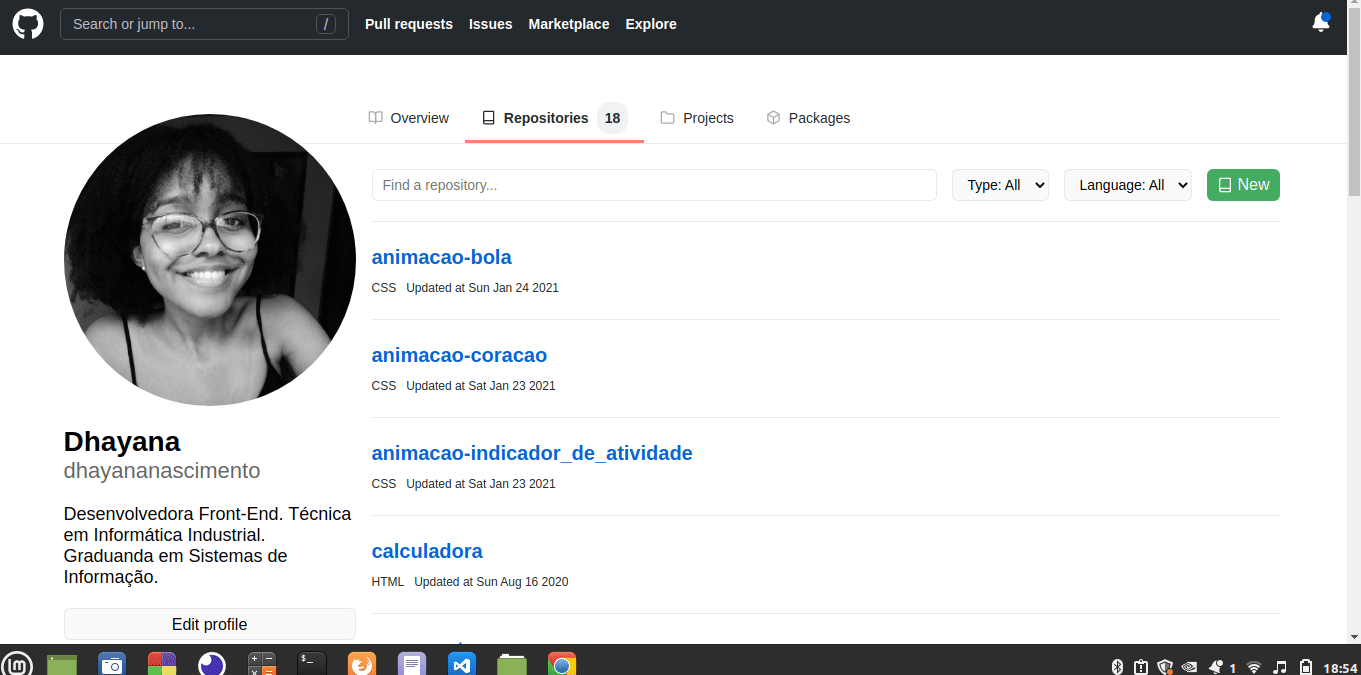 Search or jump to...
/
Pull requests
Issues
Marketplace
Explore
Overview
Repositories
18
Projects
Packages
Find a repository...
Type: All
Language: All
New
animacao-bola
CSS Updated at Sun Jan 24 2021
animacao-coracao
CSS Updated at Sat Jan 23 2021
animacao-indicador_de_atividade
CSS Updated at Sat Jan 23 2021
calculadora
HTML Updated at Sun Aug 16 2020
Dhayana
dhayananascimento
Desenvolvedora Front-End. Técnica
em Informática Industrial.
Graduanda em Sistemas de
Informação.
Edit profile
1
18:54